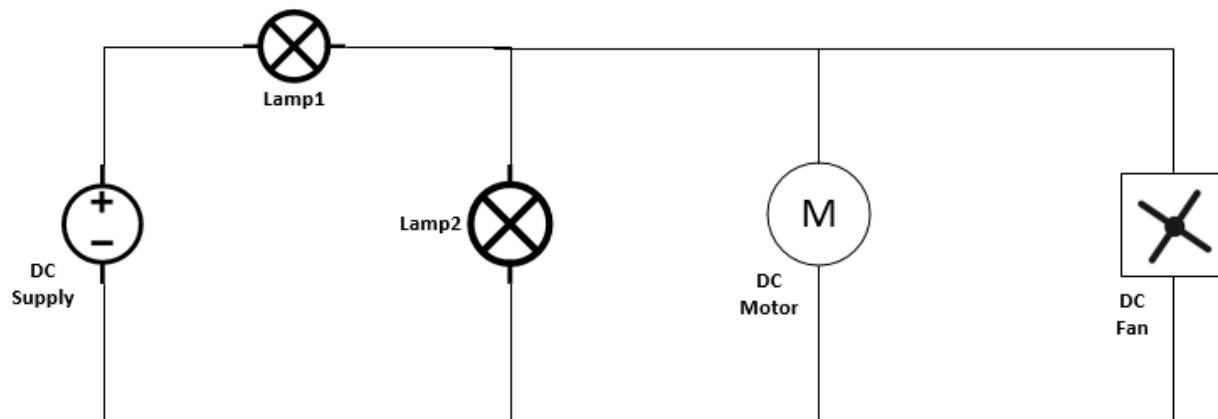 Lamp1
+
−
DC
Supply
Lamp2
M
DC
Motor
DC
Fan